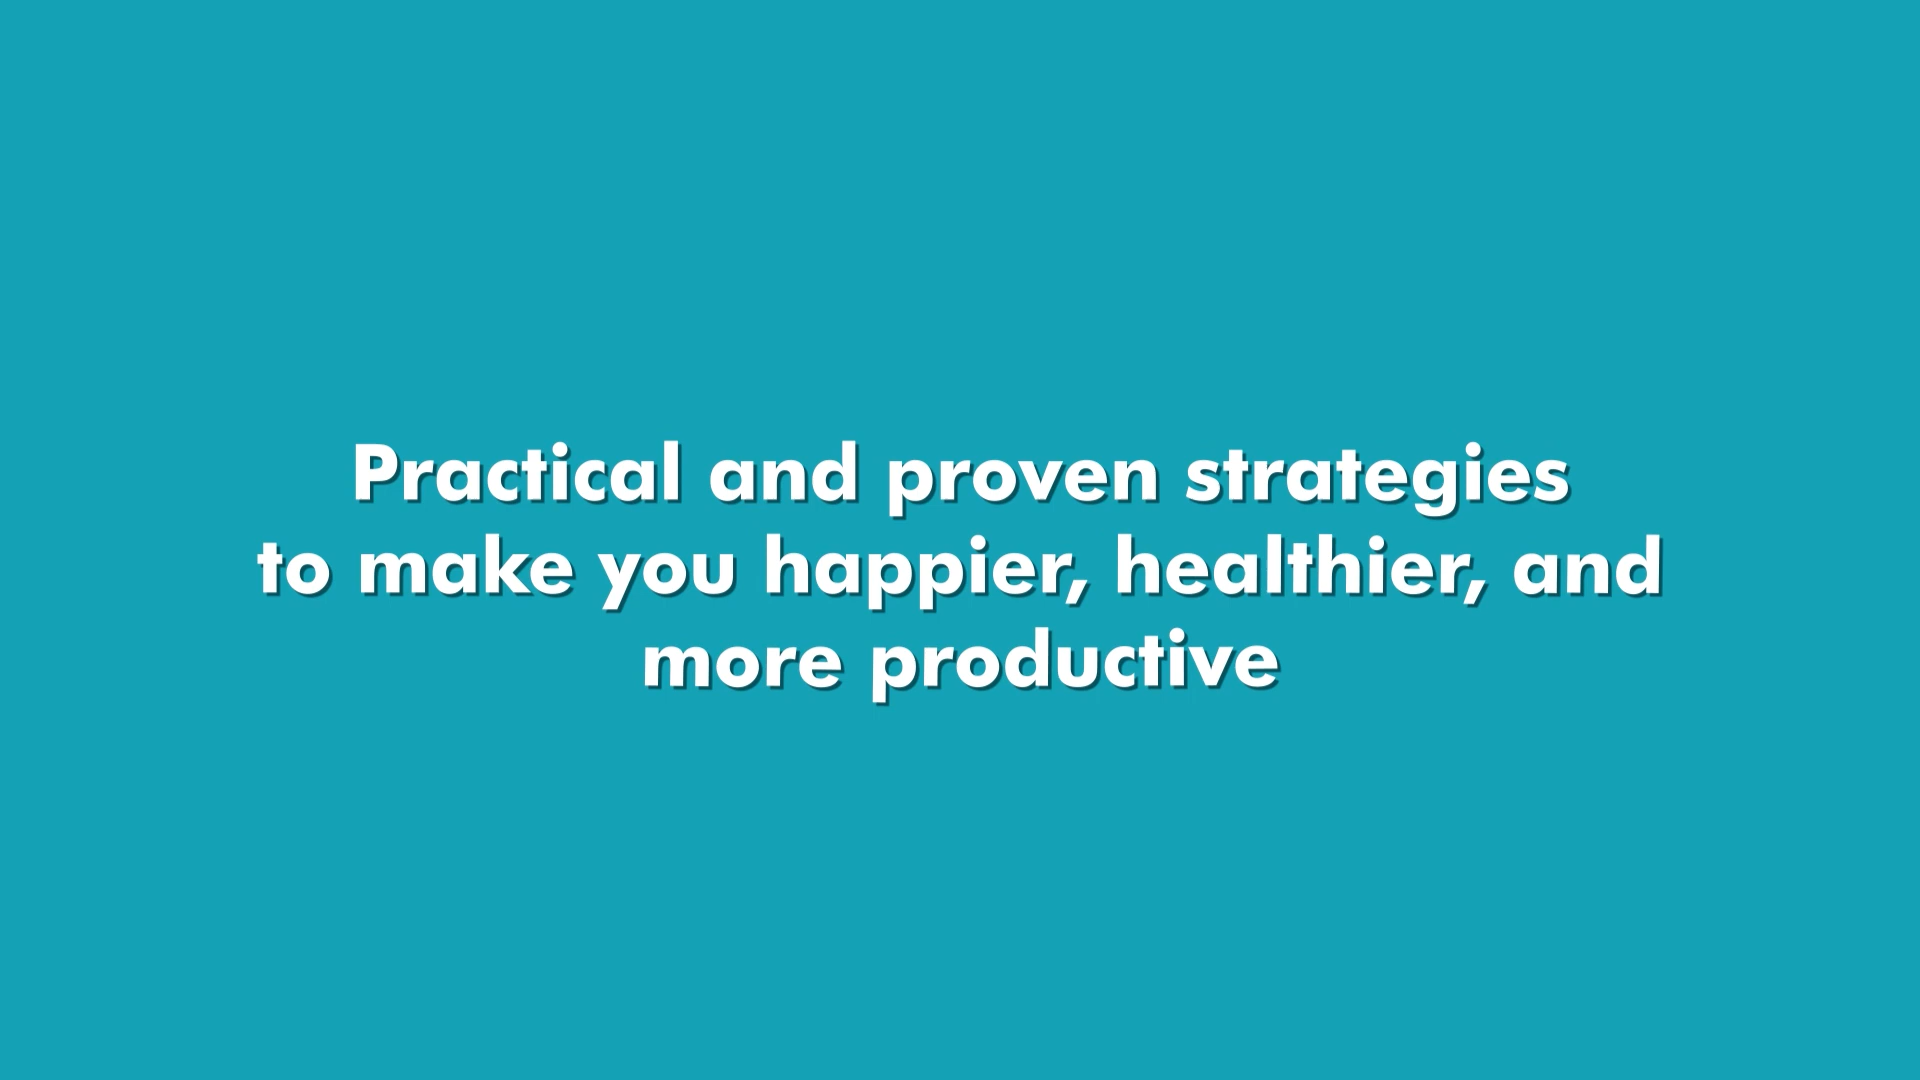 Practical and proven strategies
to make you happier, healthier, and
more productive